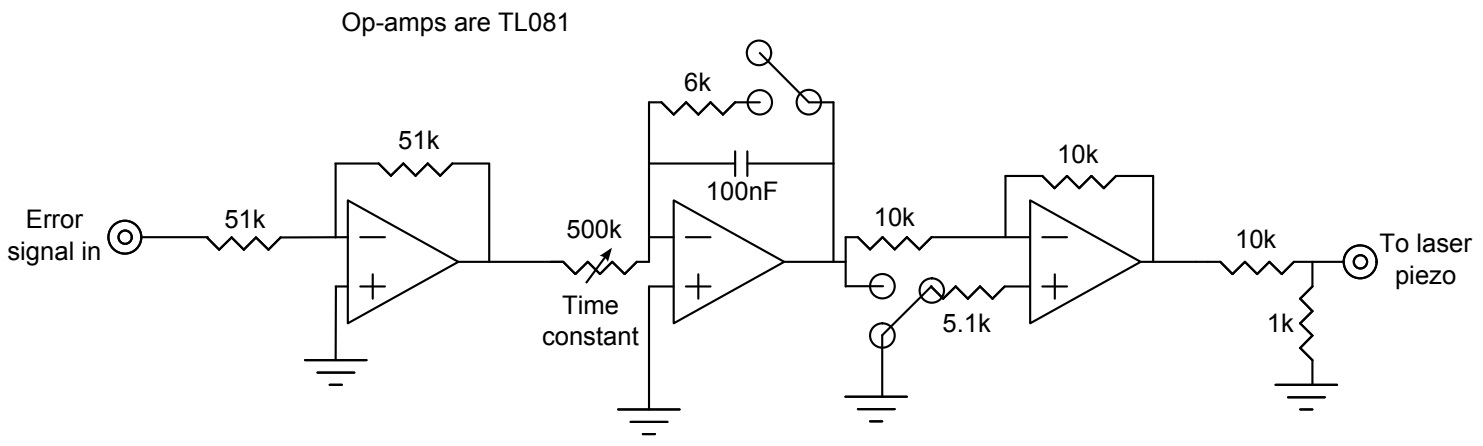 Op-amps are TL081
6k
51k
100nF
10k
Error
signal in
51k
500k
Time
constant
10k
5.1k
10k
1k
To laser
piezo